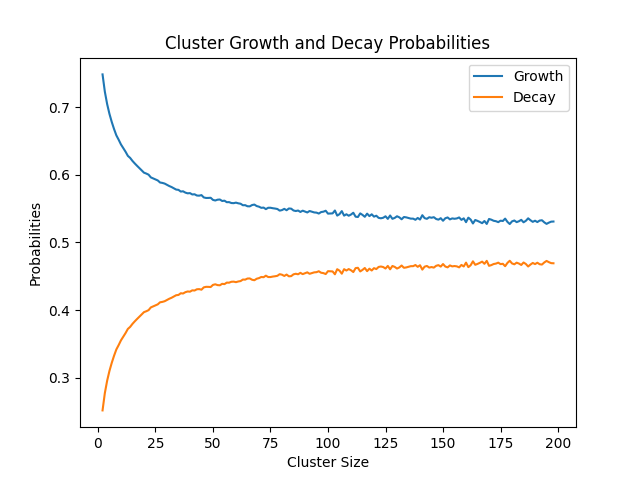 Cluster Growth and Decay Probabilities
Growth
Decay
Probabilities
0.7
0.6
0.5
0.4
0.3
0
25
50
75
100
125
150
175
200
Cluster Size